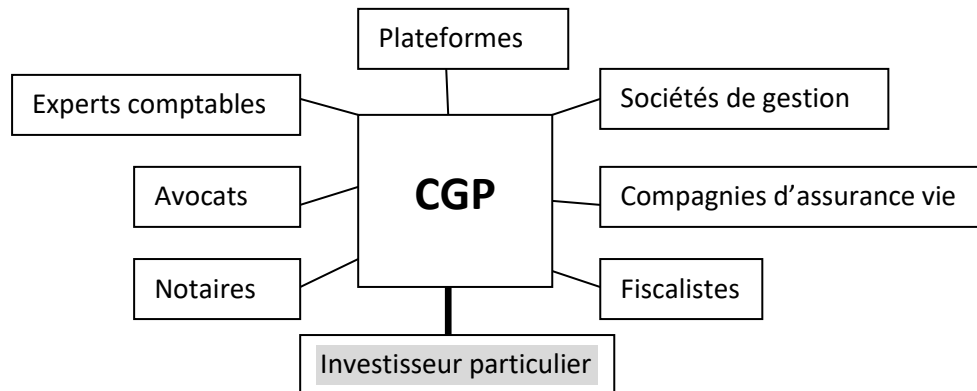 Plateformes
Experts comptables
Sociétés de gestion
Avocats
CGP
Compagnies d’assurance vie
Notaires
Fiscalistes
Investisseur particulier